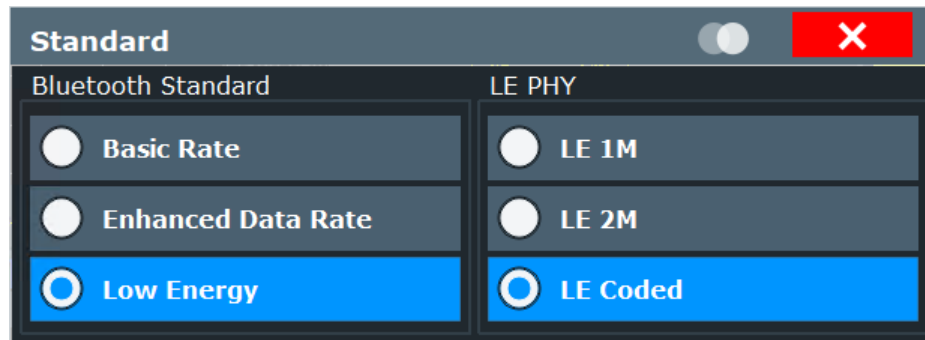 Standard
Bluetooth Standard
Basic Rate
Enhanced Data Rate
Low Energy
LE PHY
LE 1M
LE 2M
LE Coded